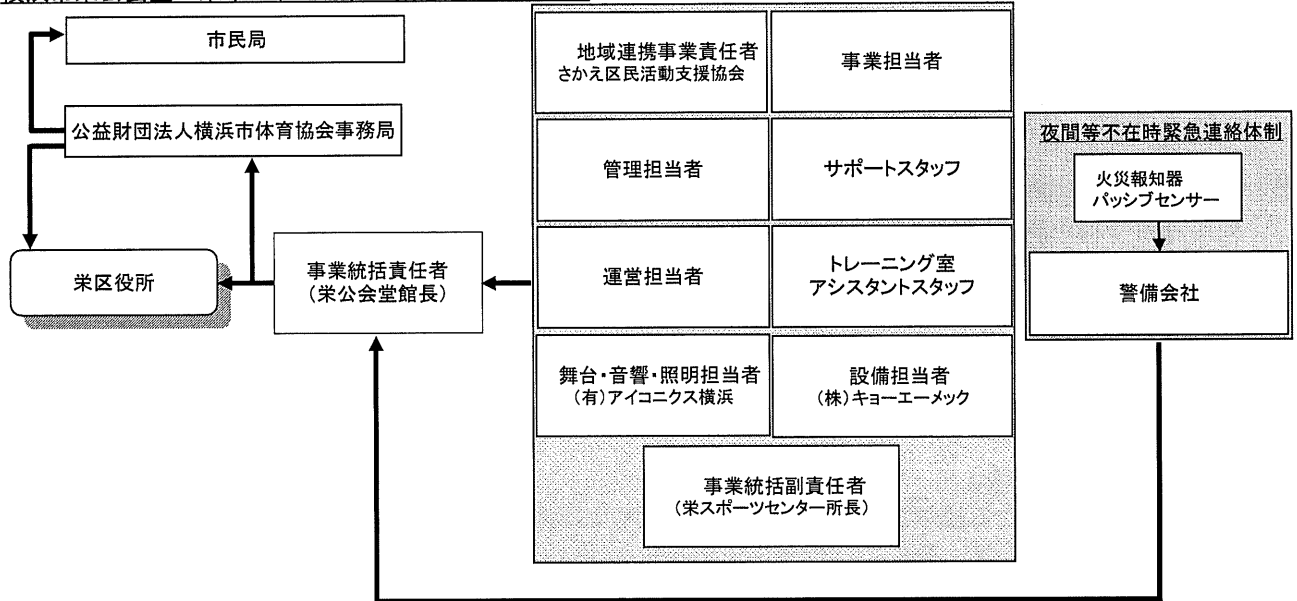 市民局
公益財団法人横浜市体育協会事務局
栄区役所
事業統括責任者
(栄公会堂館長)
地域連携事業責任者
さかえ区民活動支援協会
事業担当者
管理担当者
サポートスタッフ
運営担当者
トレーニング室
アシスタントスタッフ
舞台・音響・照明担当者
(有)アイコニクス横浜
設備担当者
(株)キョーエーメック
事業統括副責任者
(栄スポーツセンター所長)
夜間等不在時緊急連絡体制
火災報知器
パッシブセンサー
警備会社